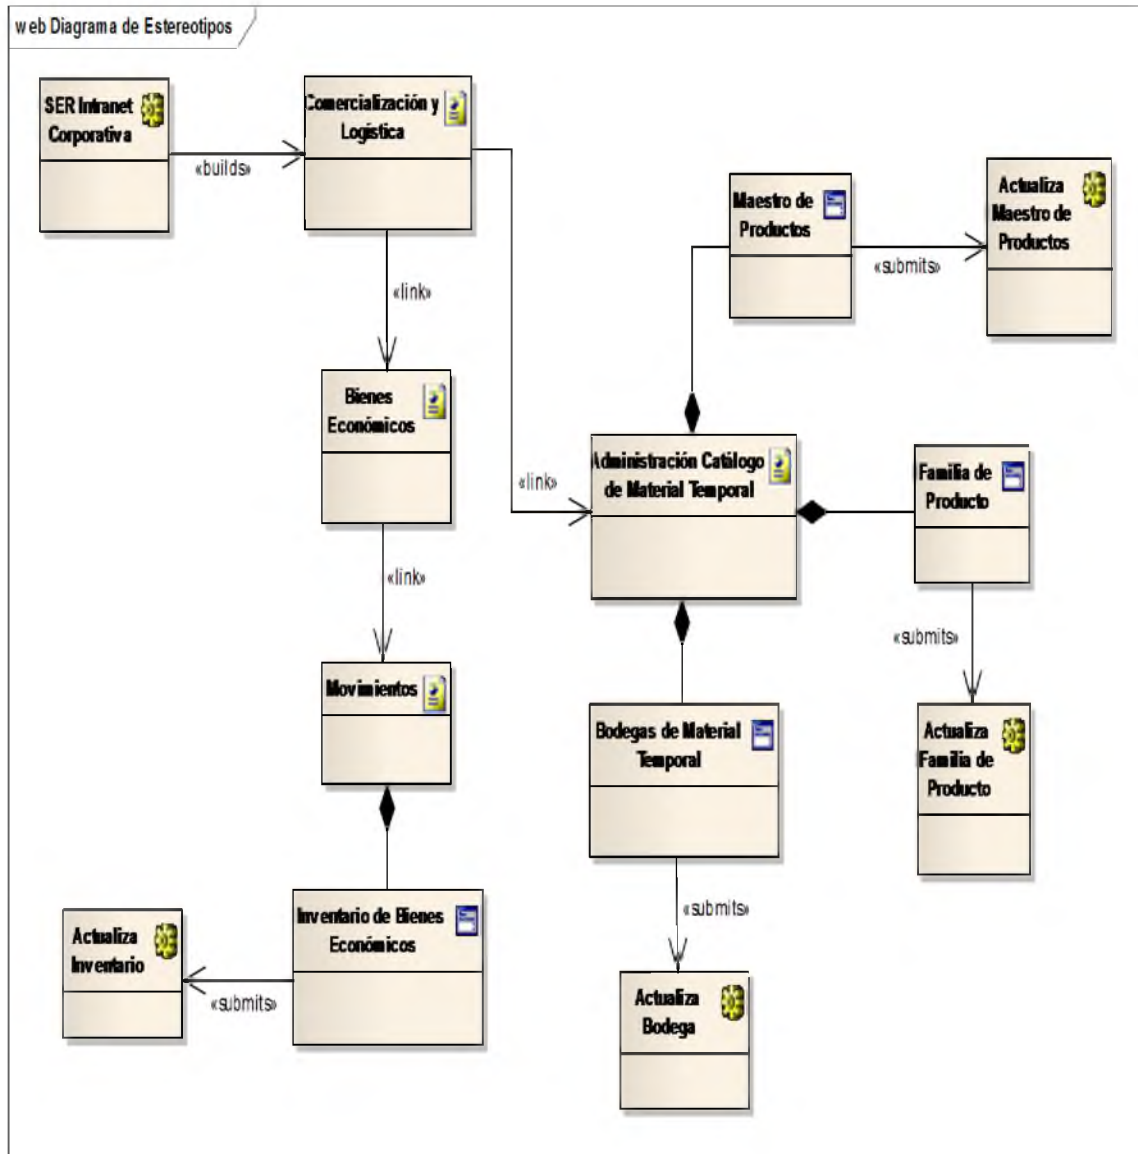 web Diagrama de Estereotipos
SER Intranet
Corporativa
«builds»
Comercialización y
Logística
«link»
Bienes
Económicos
«link»
Movimientos
Inventario de Bienes
Económicos
«submits»
Actualiza
Inventario
«link»
Administración Catálogo
de Material Temporal
Maestro de
Productos
«submits»
Actualiza
Maestro de
Productos
Familia de
Producto
«submits»
Actualiza
Familia de
Producto
Bodegas de Material
Temporal
«submits»
Actualiza
Bodega